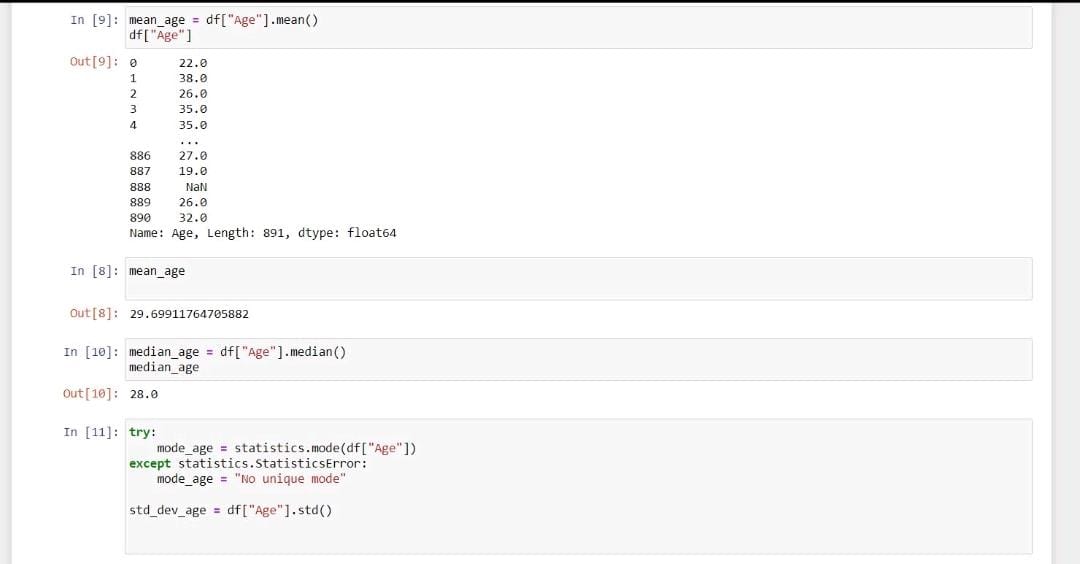 In [9]: mean_age = df["Age"].mean()
df["Age"]
Out[9]: 0 22.0
1 38.0
2 26.0
3 35.0
4 35.0
...
886 27.0
887 19.0
888 NaN
889 26.0
890 32.0
Name: Age, Length: 891, dtype: float64
In [8]: mean_age
Out[8]: 29.69911764705882
In [10]: median_age = df["Age"].median()
median_age
Out[10]: 28.0
In [11]: try:
mode_age = statistics.mode(df["Age"])
except statistics.StatisticsError:
mode_age = "No unique mode"
std_dev_age = df["Age"].std()